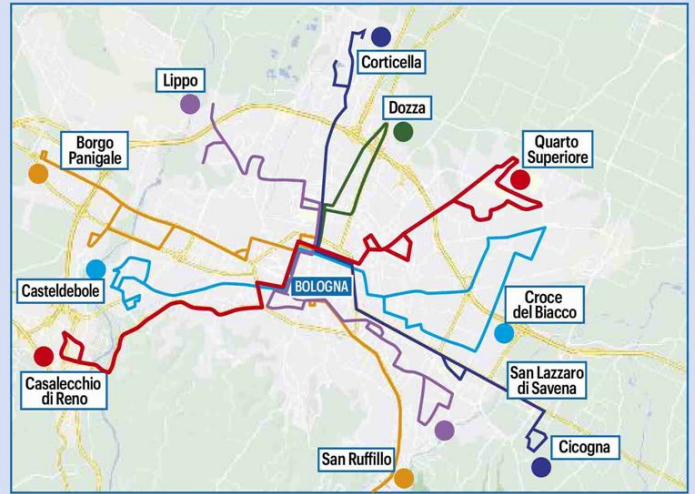 Corticella
Lippo
Dozza
Borgo
Panigale
Quarto
Superiore
Casteldebole
BOLOGNA
Croce
del Biacco
Casalecchio
di Reno
San Lazzaro
di Savena
San Ruffillo
Cicogna